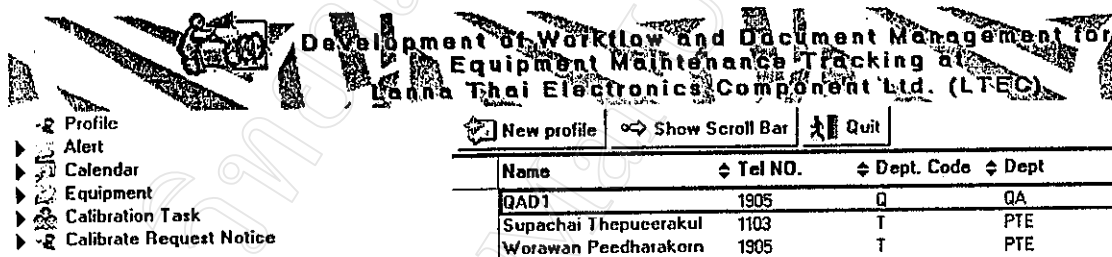 Development of Workflow and Document Management for
Equipment Maintenance Tracking at
Lanna Thai Electronics Component Ltd. (LTEC)
Profile
Alert
Calendar
Equipment
Calibration Task
Calibrate Request Notice
New profile Show Scroll Bar Quit
Name Tel NO. Dept. Code Dept
QAD1 1905 Q QA
Supachai Thepucerakul 1103 T PTE
Worawan Peedharakorn 1905 T PTE